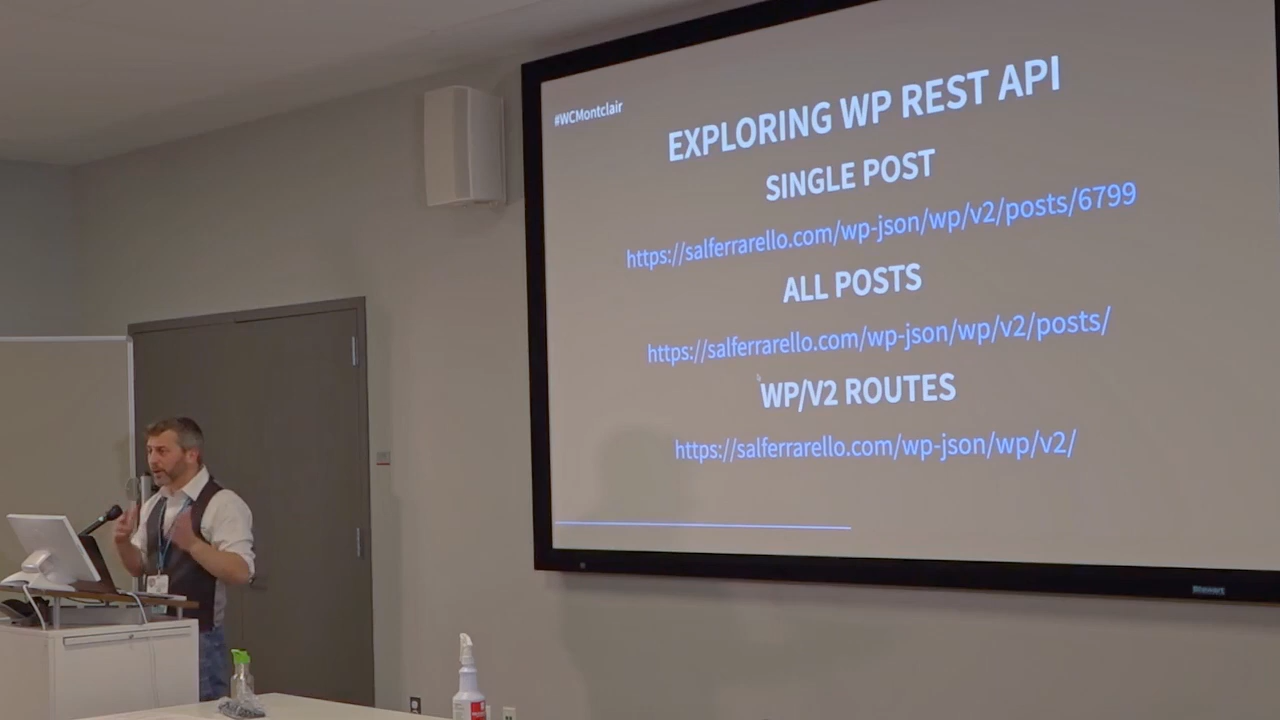 #WCMontclair
EXPLORING WP REST API
SINGLE POST
https://salferrarello.com/wp-json/wp/v2/posts/6799
ALL POSTS
https://salferrarello.com/wp-json/wp/v2/posts/
WP/V2 ROUTES
https://salferrarello.com/wp-json/wp/v2/
Stewart